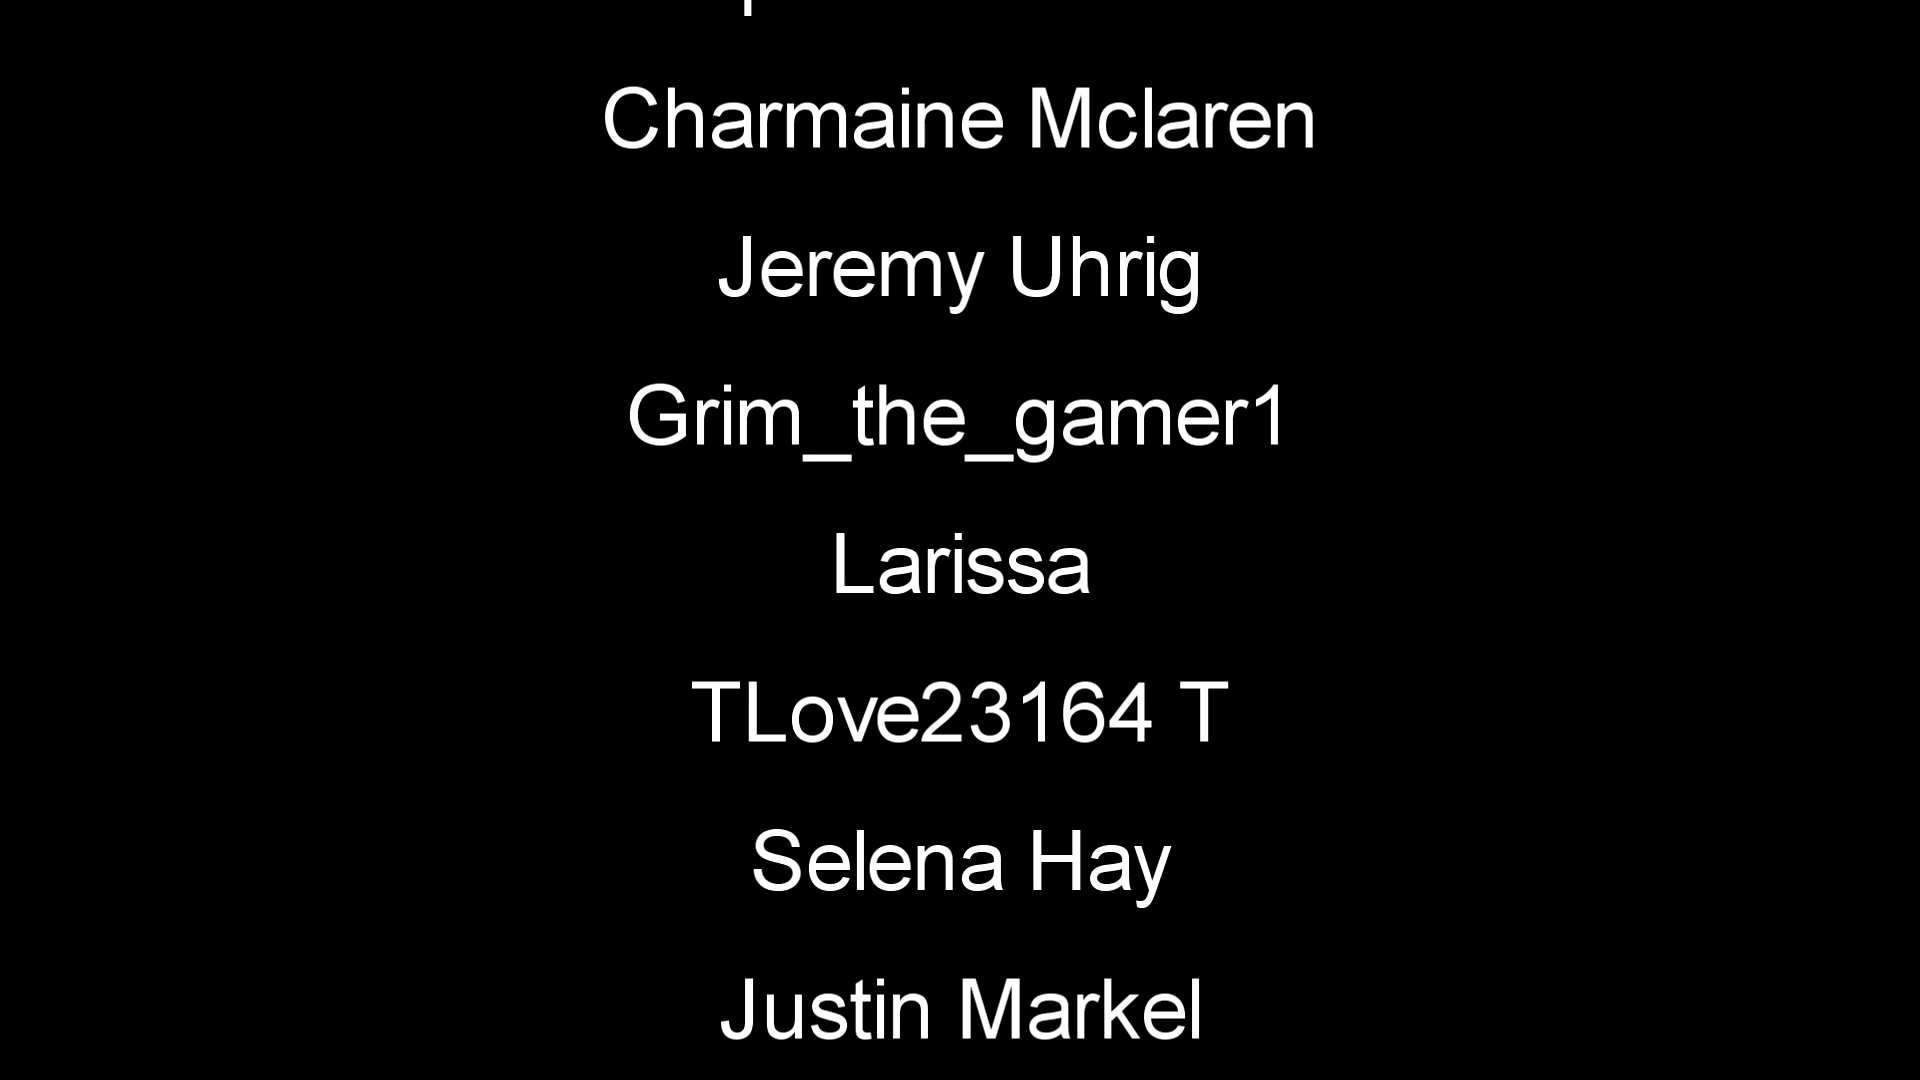 Charmaine Mclaren
Jeremy Uhrig
Grim_the_gamer1
Larissa
TLove23164 T
Selena Hay
Justin Markel